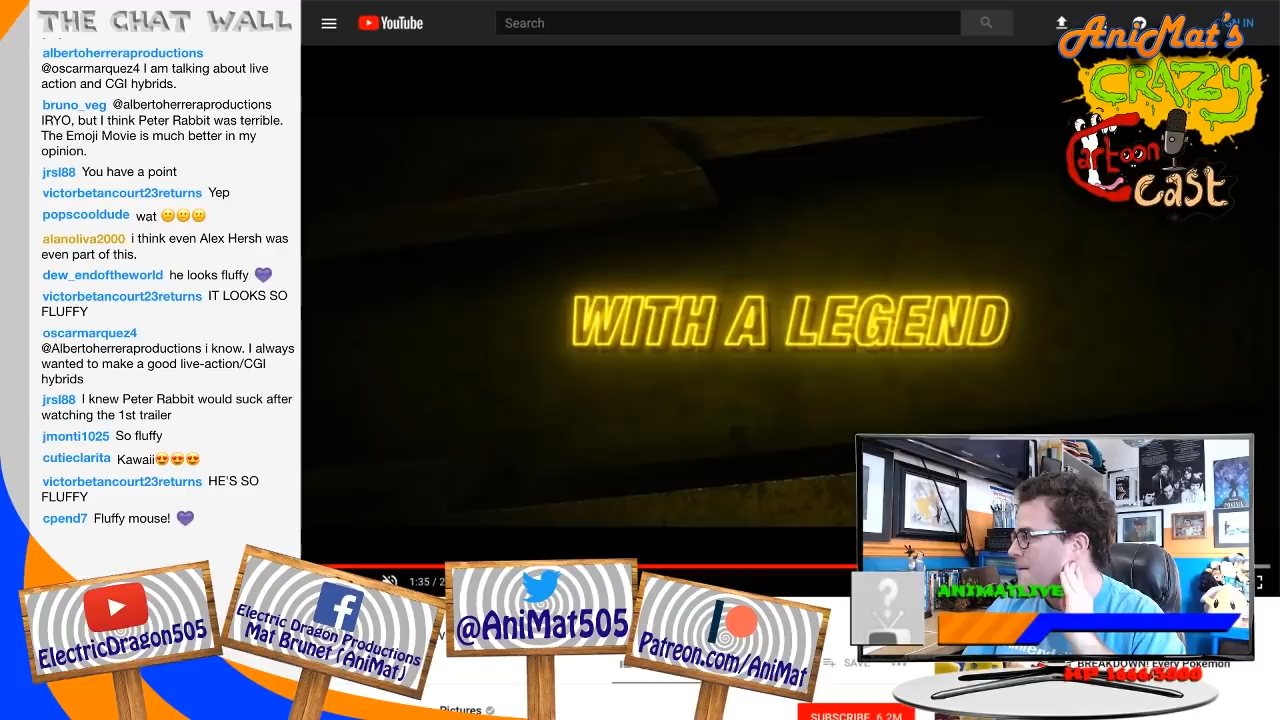 THE CHAT WALL
albertoherreraproductions
@oscarmarquez4 I am talking about live
action and CGI hybrids.
bruno_veg @albertoherreraproductions
IRYO, but I think Peter Rabbit was terrible.
The Emoji Movie is much better in my
opinion.
jrsl88 You have a point
victorbetancourt23returns Yep
popscooldude wat 😕😕😕
alanoliva2000 i think even Alex Hersh was
even part of this.
dew_endoftheworld he looks fluffy 💜
victorbetancourt23returns IT LOOKS SO
FLUFFY
oscarmarquez4
@Albertoherreraproductions i know. I always
wanted to make a good live-action/CGI
hybrids
jrsl88 I knew Peter Rabbit would suck after
watching the 1st trailer
jmonti1025 So fluffy
cutieclarita Kawaii😍😍😍
victorbetancourt23returns HE'S SO
FLUFFY
cpend7 Fluffy mouse! 💜
YouTube
Search
SIGN IN
AniMat's
CRAZY
Cartoon
Cast
WITH A LEGEND
1:35 / 2
ElectricDragon505
Electric Dragon Productions
Mat Brunet (AniMat)
@AniMat505
Patreon.com/AniMat
ANIMATLIVE
SAVE
BREAKDOWN! Every Pokemon
Pictures
SUBSCRIBE 6.2M